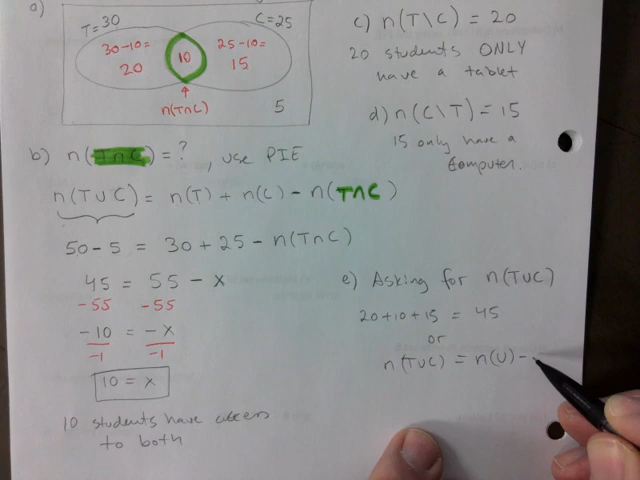 a)
T = 30
C = 25
30-10 =
20
10
25-10 =
15
n(T∩C)
5
b) n(T∩C) = ? , use PIE
n(T∪C) = n(T) + n(C) - n(T∩C)
50 - 5 = 30 + 25 - n(T∩C)
45 = 55 - x
-55 -55
-10 = -x
-1 -1
10 = x
10 students have access
to both
c) n(T\C) = 20
20 students ONLY
have a tablet
d) n(C\T) = 15
15 only have a
computer.
e) Asking for n(T∪C)
20+10+15 = 45
or
n(T∪C) = n(U) -